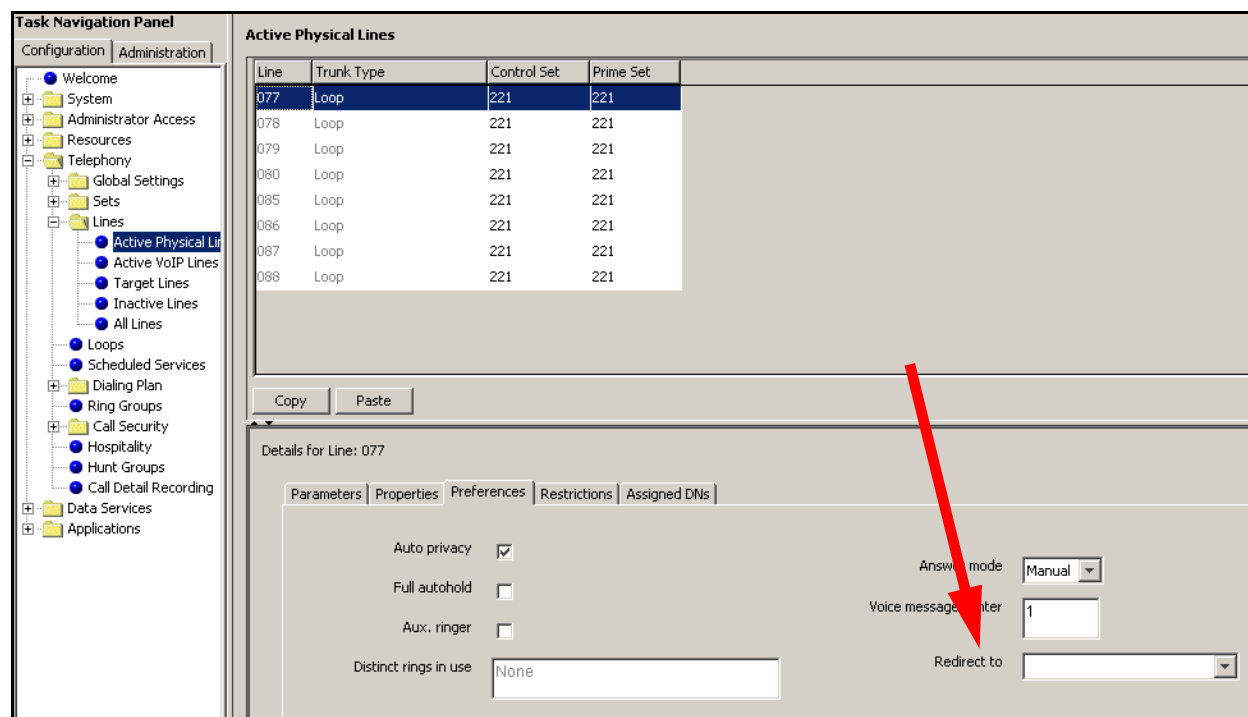 Task Navigation Panel
Configuration
Administration
Welcome
System
Administrator Access
Resources
Telephony
Global Settings
Sets
Lines
Active Physical Lin
Active VoIP Lines
Target Lines
Inactive Lines
All Lines
Loops
Scheduled Services
Dialing Plan
Ring Groups
Call Security
Hospitality
Hunt Groups
Call Detail Recording
Data Services
Applications
Active Physical Lines
Line Trunk Type Control Set Prime Set
077 Loop 221 221
078 Loop 221 221
079 Loop 221 221
080 Loop 221 221
085 Loop 221 221
086 Loop 221 221
087 Loop 221 221
088 Loop 221 221
Copy Paste
Details for Line: 077
Parameters Properties Preferences Restrictions Assigned DNs
Auto privacy
Full autohold
Aux. ringer
Distinct rings in use None
Answer mode Manual
Voice message center 1
Redirect to